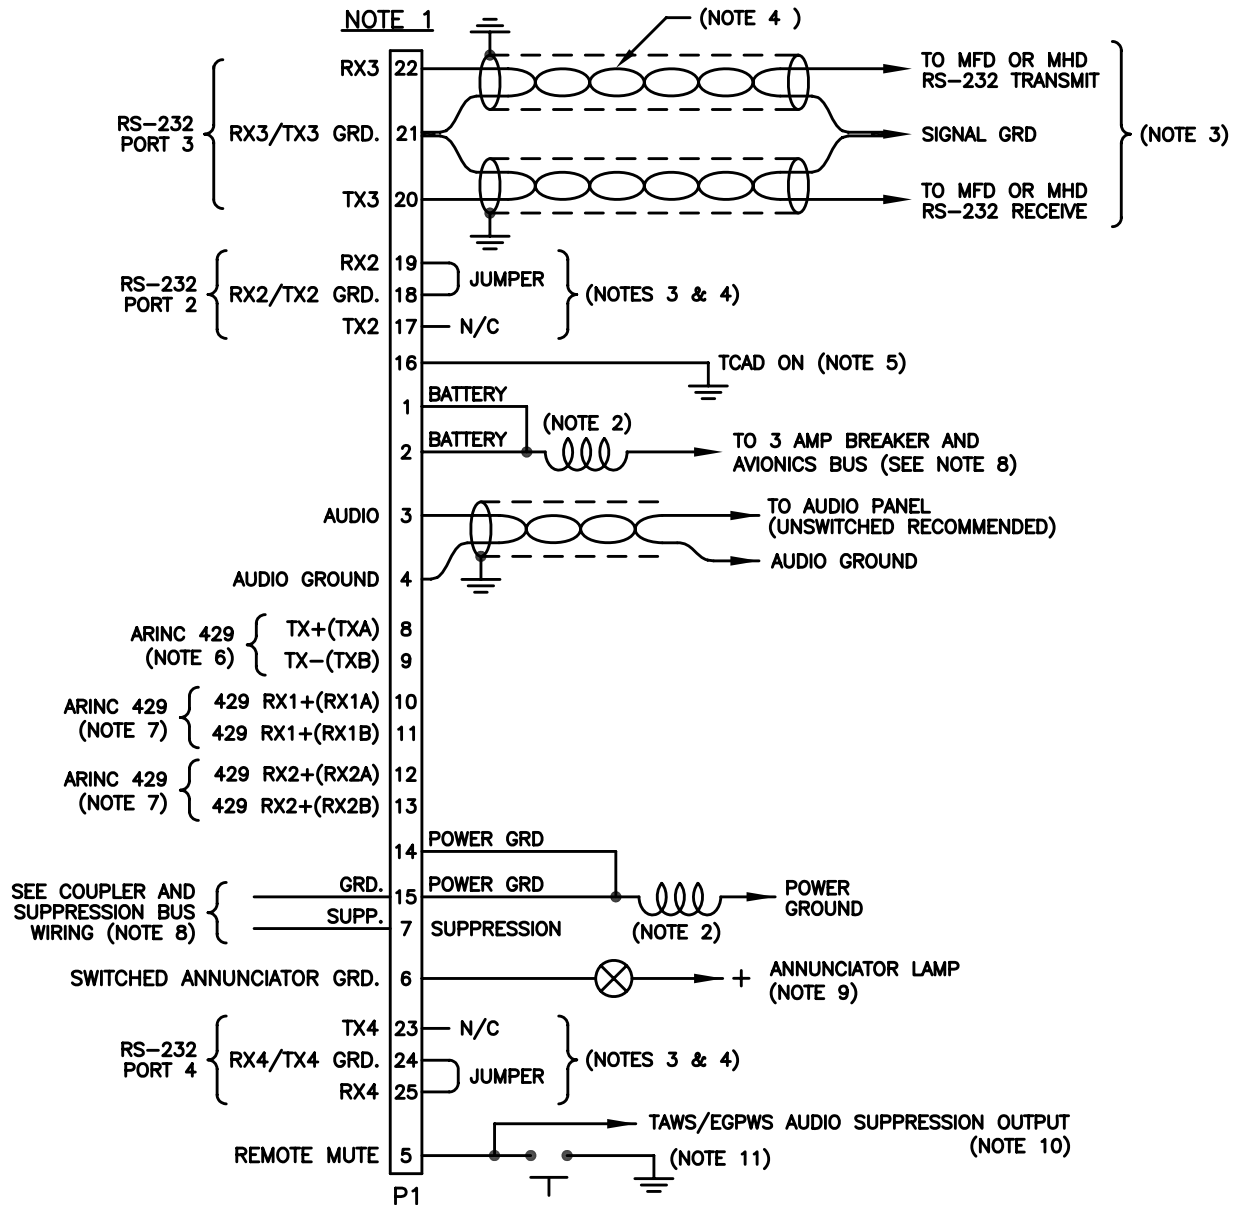 NOTE 1
(NOTE 4 )
RX3 22
TO MFD OR MHD
RS-232 TRANSMIT
RS-232
PORT 3
RX3/TX3 GRD. 21
SIGNAL GRD
(NOTE 3)
TX3 20
TO MFD OR MHD
RS-232 RECEIVE
RX2 19
JUMPER
RS-232
PORT 2
RX2/TX2 GRD. 18
(NOTES 3 & 4)
TX2 17 N/C
16 TCAD ON (NOTE 5)
1 BATTERY
(NOTE 2)
2 BATTERY
TO 3 AMP BREAKER AND
AVIONICS BUS (SEE NOTE 8)
AUDIO 3
TO AUDIO PANEL
(UNSWITCHED RECOMMENDED)
AUDIO GROUND
AUDIO GROUND 4
ARINC 429
(NOTE 6)
TX+(TXA) 8
TX-(TXB) 9
ARINC 429
(NOTE 7)
429 RX1+(RX1A) 10
429 RX1+(RX1B) 11
ARINC 429
(NOTE 7)
429 RX2+(RX2A) 12
429 RX2+(RX2B) 13
14 POWER GRD
SEE COUPLER AND
SUPPRESSION BUS
WIRING (NOTE 8)
GRD. 15 POWER GRD
POWER
GROUND
SUPP. 7 SUPPRESSION
(NOTE 2)
SWITCHED ANNUNCIATOR GRD. 6
+ ANNUNCIATOR LAMP
(NOTE 9)
TX4 23 N/C
RS-232
PORT 4
RX4/TX4 GRD. 24
JUMPER
(NOTES 3 & 4)
RX4 25
TAWS/EGPWS AUDIO SUPPRESSION OUTPUT
(NOTE 10)
REMOTE MUTE 5
(NOTE 11)
P1